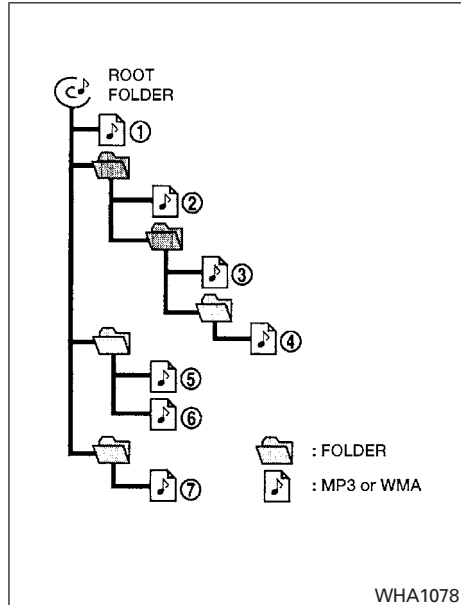 ROOT
FOLDER
①
②
③
④
⑤
⑥
⑦
: FOLDER
: MP3 or WMA
WHA1078